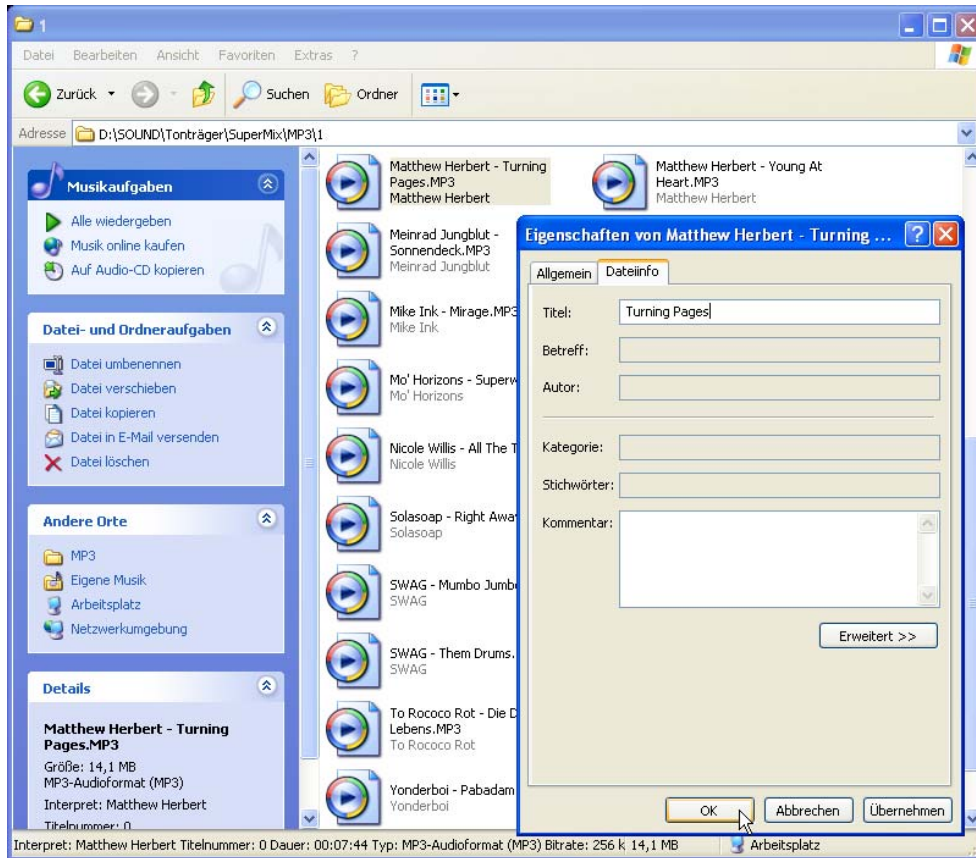 1
Datei Bearbeiten Ansicht Favoriten Extras ?
Zurück Suchen Ordner
Adresse D:\SOUND\Tonträger\SuperMix\MP3\1
Musikaufgaben
Alle wiedergeben
Musik online kaufen
Auf Audio-CD kopieren
Datei- und Ordneraufgaben
Datei umbenennen
Datei verschieben
Datei kopieren
Datei in E-Mail versenden
Datei löschen
Andere Orte
MP3
Eigene Musik
Arbeitsplatz
Netzwerkumgebung
Details
Matthew Herbert - Turning
Pages.MP3
Größe: 14,1 MB
MP3-Audioformat (MP3)
Interpret: Matthew Herbert
Titelnummer: 0
Matthew Herbert - Turning
Pages.MP3
Matthew Herbert
Meinrad Jungblut -
Sonnendeck.MP3
Meinrad Jungblut
Mike Ink - Mirage.MP3
Mike Ink
Mo' Horizons - Superw
Mo' Horizons
Nicole Willis - All The T
Nicole Willis
Solasoap - Right Away
Solasoap
SWAG - Mumbo Jumbo
SWAG
SWAG - Them Drums.
SWAG
To Rococo Rot - Die D
Lebens.MP3
To Rococo Rot
Yonderboi - Pabadam
Yonderboi
Matthew Herbert - Young At
Heart.MP3
Matthew Herbert
Eigenschaften von Matthew Herbert - Turning ... ?
Allgemein Dateiinfo
Titel: Turning Pages
Betreff:
Autor:
Kategorie:
Stichwörter:
Kommentar:
Erweitert >>
OK Abbrechen Übernehmen
Interpret: Matthew Herbert Titelnummer: 0 Dauer: 00:07:44 Typ: MP3-Audioformat (MP3) Bitrate: 256 k 14,1 MB Arbeitsplatz